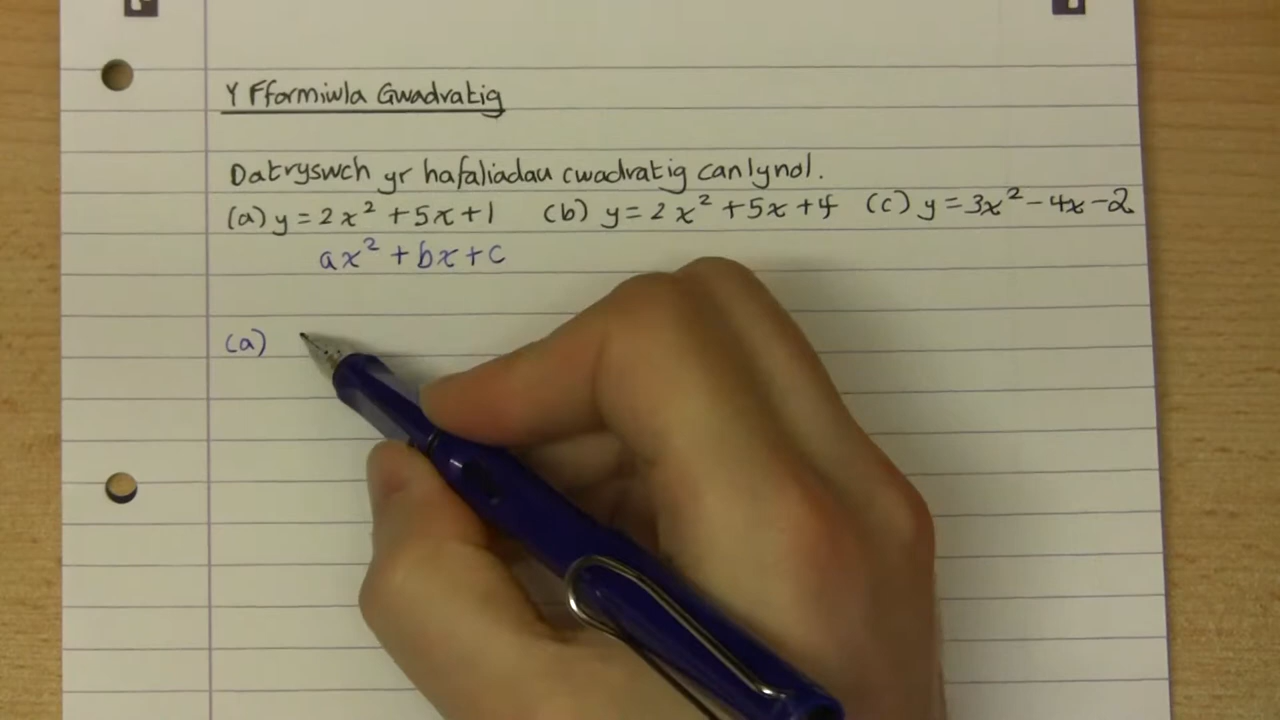 Y Fformiwla Gwadratig
Datryswch yr hafaliadau cwadratig canlynol.
(a) y = 2x² + 5x + 1 (b) y = 2x² + 5x + 4 (c) y = 3x² - 4x - 2
ax² + bx + c
(a)